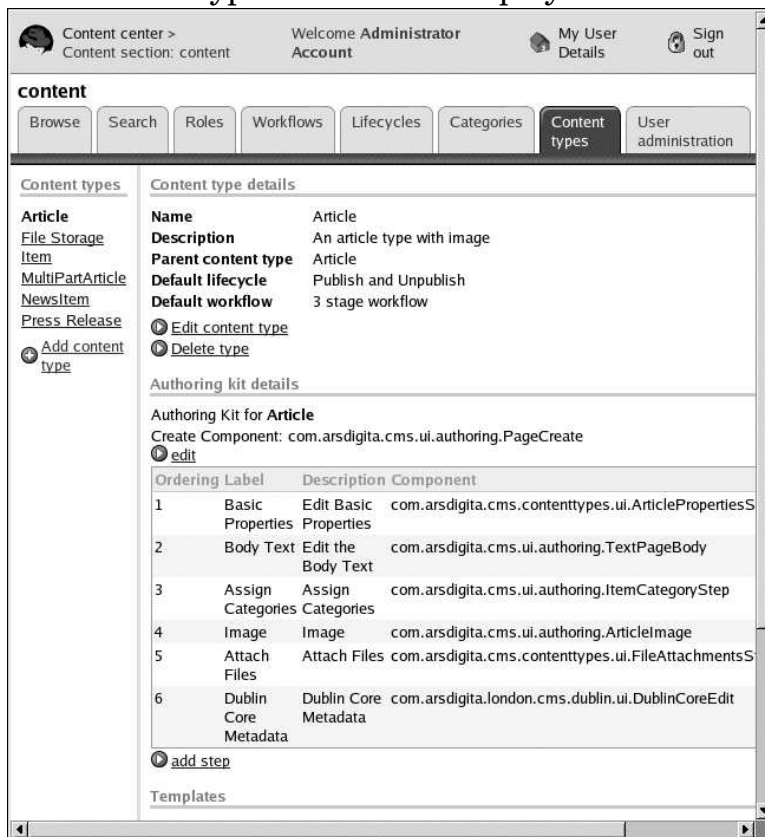 Content center >
Content section: content
Welcome Administrator
Account
My User
Details
Sign
out
content
Browse
Search
Roles
Workflows
Lifecycles
Categories
Content
types
User
administration
Content types
Article
File Storage
Item
MultiPartArticle
NewsItem
Press Release
Add content
type
Content type details
Name Article
Description An article type with image
Parent content type Article
Default lifecycle Publish and Unpublish
Default workflow 3 stage workflow
Edit content type
Delete type
Authoring kit details
Authoring Kit for Article
Create Component: com.arsdigita.cms.ui.authoring.PageCreate
edit
Ordering Label Description Component
1 Basic Edit Basic com.arsdigita.cms.contenttypes.ui.ArticlePropertiesS
Properties Properties
2 Body Text Edit the com.arsdigita.cms.ui.authoring.TextPageBody
Body Text
3 Assign Assign com.arsdigita.cms.ui.authoring.ItemCategoryStep
Categories Categories
4 Image Image com.arsdigita.cms.ui.authoring.ArticleImage
5 Attach Attach Files com.arsdigita.cms.contenttypes.ui.FileAttachmentsS
Files
6 Dublin Dublin Core com.arsdigita.london.cms.dublin.ui.DublinCoreEdit
Core Metadata
Metadata
add step
Templates